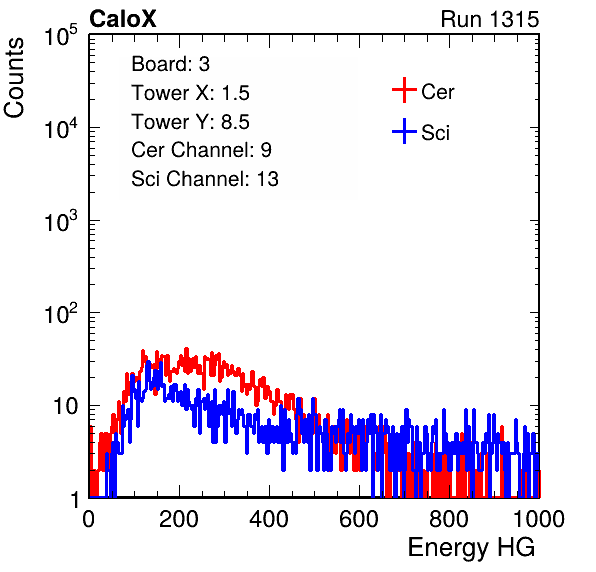 CaloX Run 1315
Counts
Board: 3
Tower X: 1.5
Tower Y: 8.5
Cer Channel: 9
Sci Channel: 13
Cer
Sci
10^5
10^4
10^3
10^2
10
1
0 200 400 600 800 1000
Energy HG